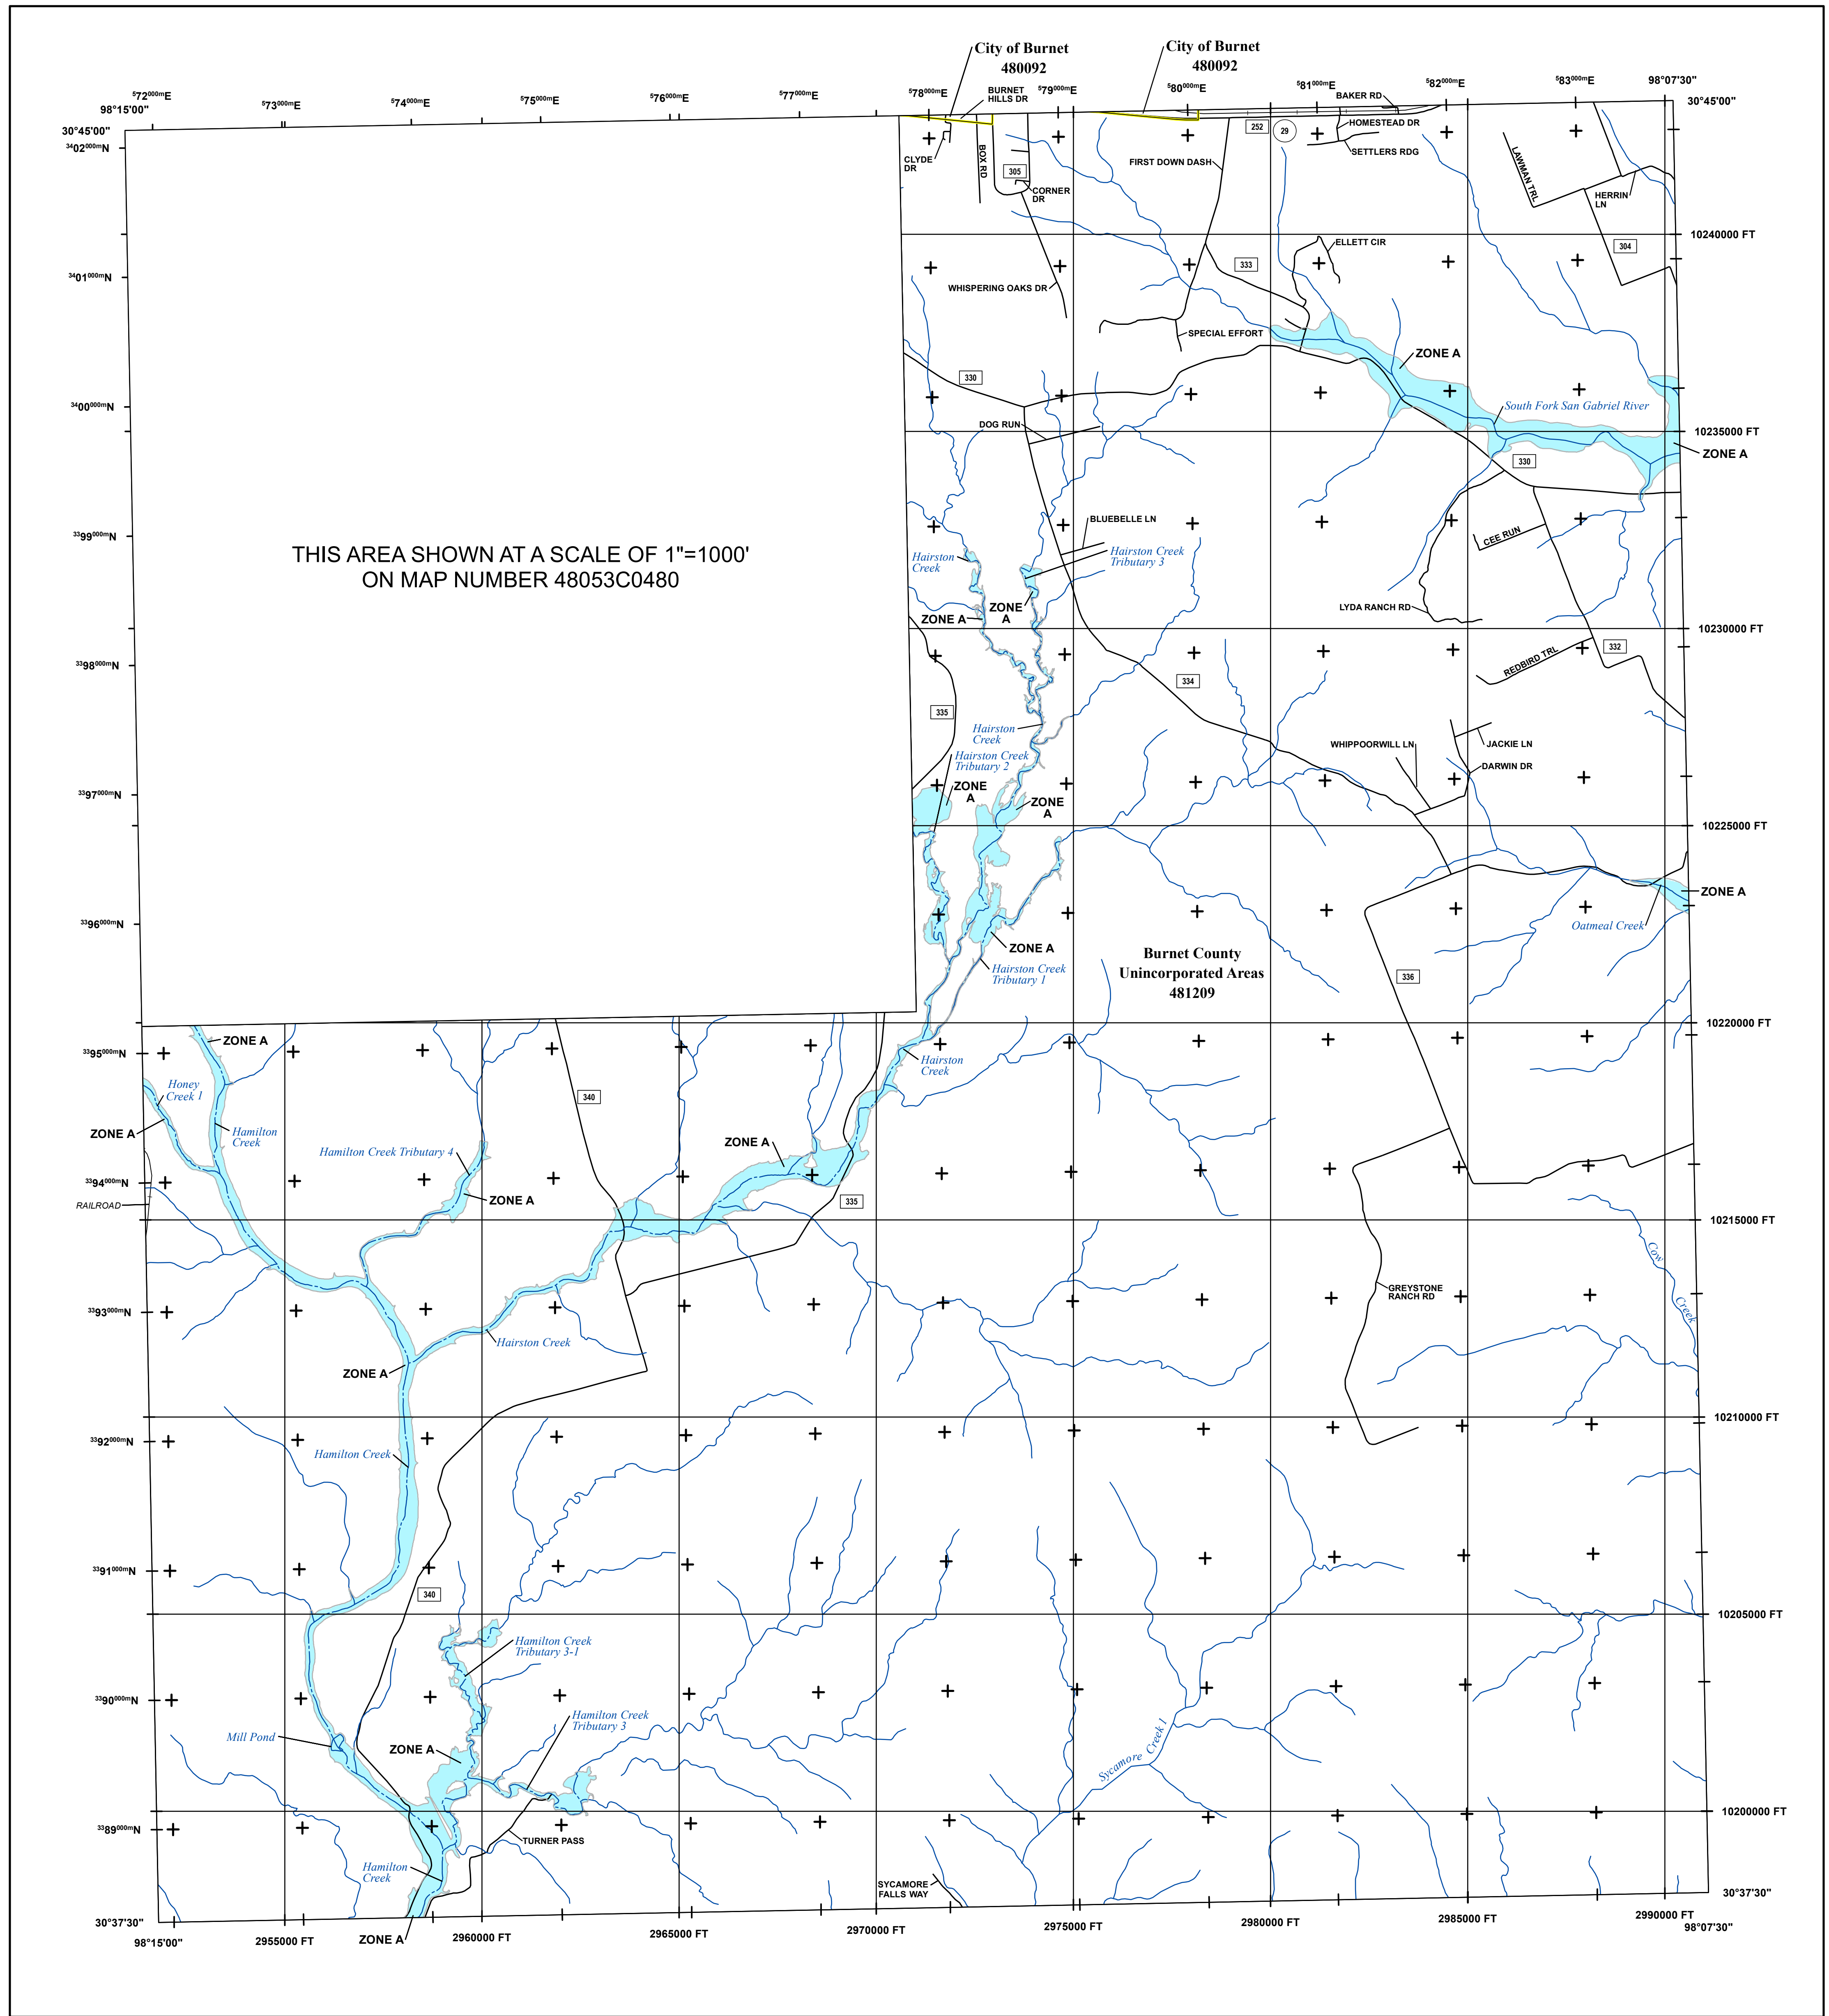 City of Burnet
480092
City of Burnet
480092
572000mE
573000mE
574000mE
575000mE
576000mE
577000mE
578000mE
579000mE
580000mE
581000mE
582000mE
583000mE
98°07'30"
98°15'00"
30°45'00"
30°45'00"
BURNET
HILLS DR
BAKER RD
HOMESTEAD DR
SETTLERS RDG
252
29
3402000mN
CLYDE
DR
BOX RD
305
CORNER
DR
FIRST DOWN DASH
LAWMAN TRL
HERRIN
LN
304
10240000 FT
ELLETT CIR
333
3401000mN
WHISPERING OAKS DR
SPECIAL EFFORT
ZONE A
330
3400000mN
South Fork San Gabriel River
DOG RUN
10235000 FT
ZONE A
330
BLUEBELLE LN
CEE RUN
3399000mN
THIS AREA SHOWN AT A SCALE OF 1"=1000'
ON MAP NUMBER 48053C0480
Hairston
Creek
Hairston Creek
Tributary 3
ZONE A
ZONE
A
LYDA RANCH RD
10230000 FT
332
3398000mN
REDBIRD TRL
334
335
Hairston
Creek
Hairston Creek
Tributary 2
WHIPPOORWILL LN
JACKIE LN
DARWIN DR
3397000mN
ZONE
A
ZONE
A
10225000 FT
ZONE A
3396000mN
Oatmeal Creek
ZONE A
Hairston Creek
Tributary 1
Burnet County
Unincorporated Areas
481209
336
10220000 FT
3395000mN
ZONE A
Hairston
Creek
Honey
Creek 1
340
ZONE A
Hamilton
Creek
Hamilton Creek Tributary 4
ZONE A
3394000mN
RAILROAD
ZONE A
335
10215000 FT
Cow
Creek
GREYSTONE
RANCH RD
3393000mN
Hairston Creek
ZONE A
10210000 FT
3392000mN
Hamilton Creek
3391000mN
340
10205000 FT
Hamilton Creek
Tributary 3-1
3390000mN
Hamilton Creek
Tributary 3
Mill Pond
ZONE A
Sycamore Creek 1
10200000 FT
3389000mN
TURNER PASS
Hamilton
Creek
SYCAMORE
FALLS WAY
30°37'30"
30°37'30"
98°15'00"
ZONE A
2955000 FT
2960000 FT
2965000 FT
2970000 FT
2975000 FT
2980000 FT
2985000 FT
2990000 FT
98°07'30"